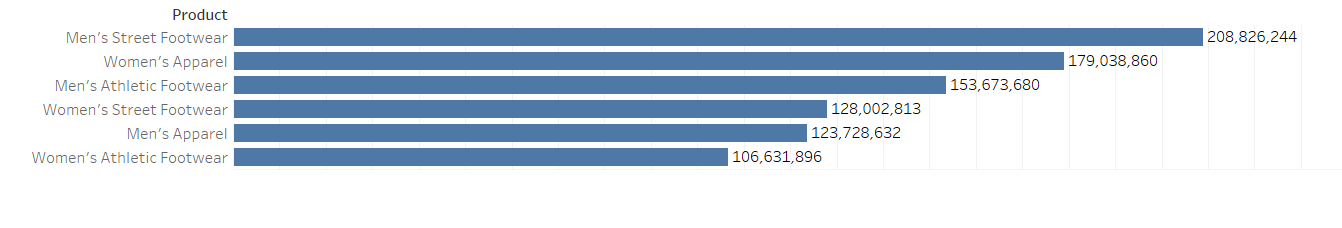 Product
Men's Street Footwear 208,826,244
Women's Apparel 179,038,860
Men's Athletic Footwear 153,673,680
Women's Street Footwear 128,002,813
Men's Apparel 123,728,632
Women's Athletic Footwear 106,631,896